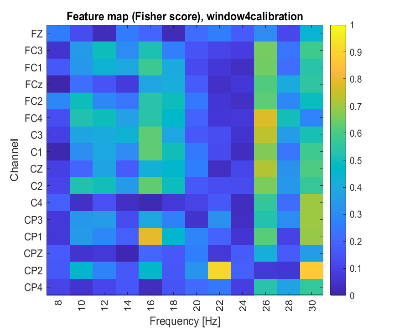 Feature map (Fisher score), window4calibration
Channel
FZ
FC3
FC1
FCz
FC2
FC4
C3
C1
CZ
C2
C4
CP3
CP1
CPZ
CP2
CP4
8 10 12 14 16 18 20 22 24 26 28 30
Frequency [Hz]
1
0.9
0.8
0.7
0.6
0.5
0.4
0.3
0.2
0.1
0